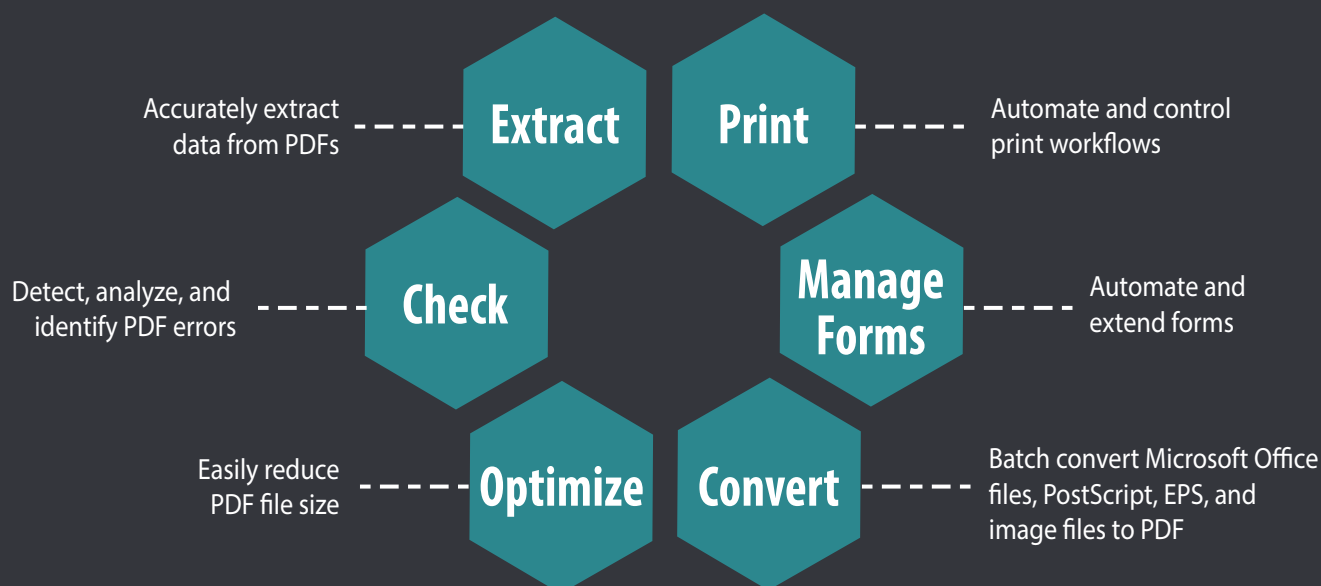 Extract
Accurately extract
data from PDFs
Print
Automate and control
print workflows
Check
Detect, analyze, and
identify PDF errors
Manage
Forms
Automate and
extend forms
Optimize
Easily reduce
PDF file size
Convert
Batch convert Microsoft Office
files, PostScript, EPS, and
image files to PDF